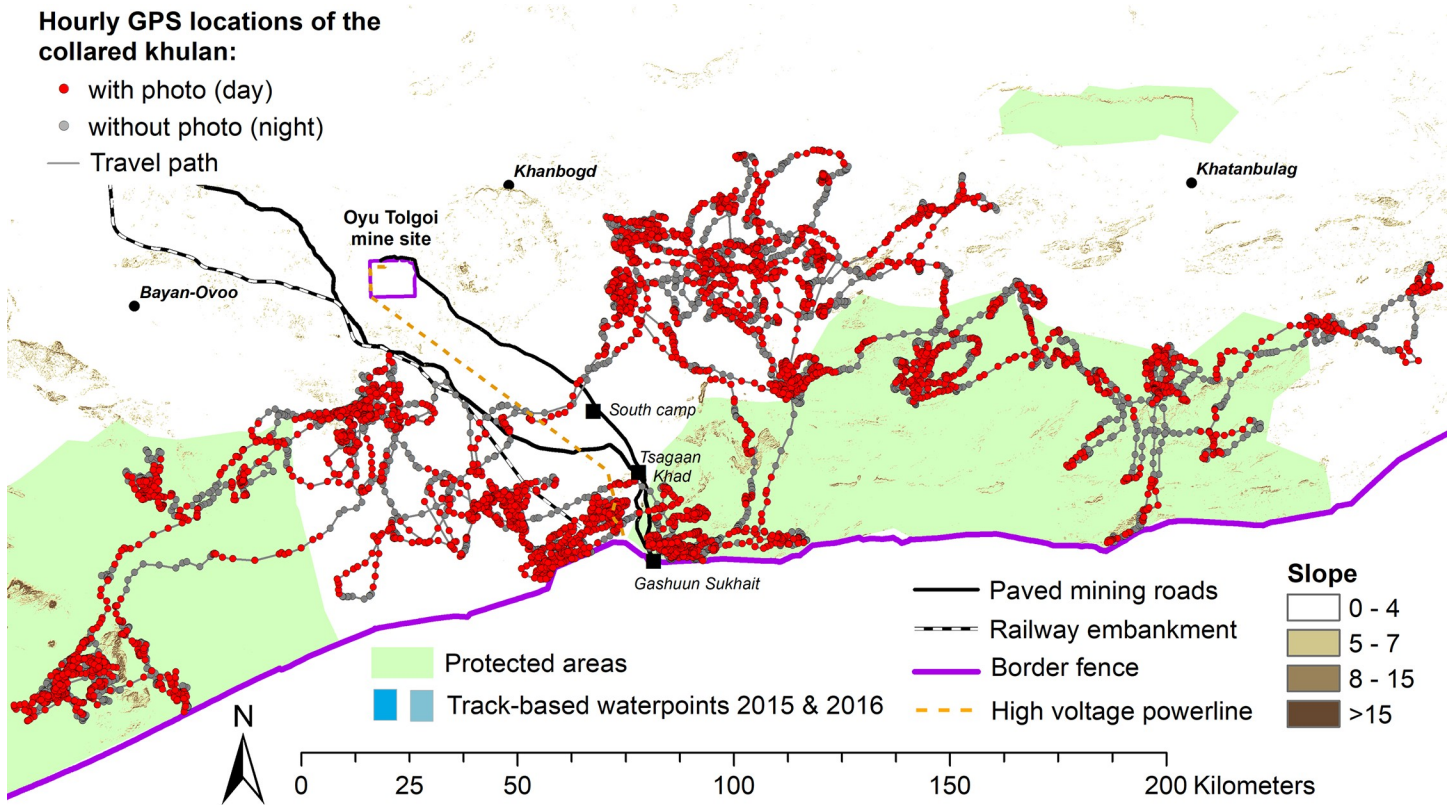 Hourly GPS locations of the
collared khulan:
with photo (day)
without photo (night)
Travel path
Khanbogd
Khatanbulag
Oyu Tolgoi
mine site
Bayan-Ovoo
South camp
Tsagaan
Khad
Gashuun Sukhait
Protected areas
Track-based waterpoints 2015 & 2016
Paved mining roads
Railway embankment
Border fence
High voltage powerline
Slope
0 - 4
5 - 7
8 - 15
>15
N
0 25 50 100 150 200 Kilometers